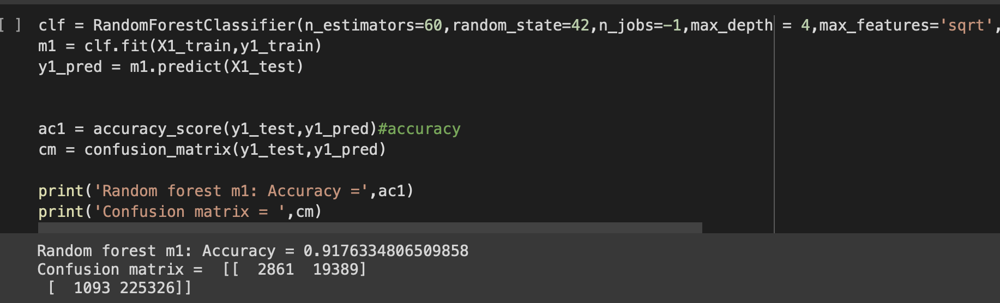 [ ] clf = RandomForestClassifier(n_estimators=60,random_state=42,n_jobs=-1,max_depth = 4,max_features='sqrt',
m1 = clf.fit(X1_train,y1_train)
y1_pred = m1.predict(X1_test)
ac1 = accuracy_score(y1_test,y1_pred)#accuracy
cm = confusion_matrix(y1_test,y1_pred)
print('Random forest m1: Accuracy =',ac1)
print('Confusion matrix = ',cm)
Random forest m1: Accuracy = 0.9176334806509858
Confusion matrix =  [[  2861  19389]
 [  1093 225326]]